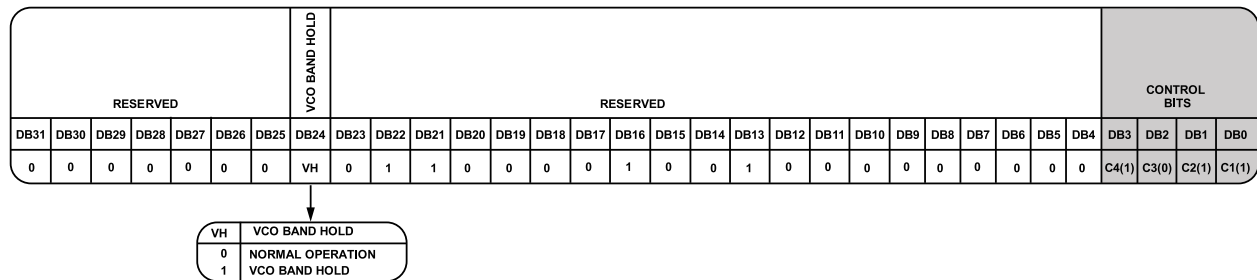 VCO BAND HOLD
RESERVED
RESERVED
CONTROL
BITS
DB31 DB30 DB29 DB28 DB27 DB26 DB25 DB24 DB23 DB22 DB21 DB20 DB19 DB18 DB17 DB16 DB15 DB14 DB13 DB12 DB11 DB10 DB9 DB8 DB7 DB6 DB5 DB4 DB3 DB2 DB1 DB0
0 0 0 0 0 0 0 VH 0 1 1 0 0 0 0 1 0 0 1 0 0 0 0 0 0 0 0 0 C4(1) C3(0) C2(1) C1(1)
VH VCO BAND HOLD
0 NORMAL OPERATION
1 VCO BAND HOLD